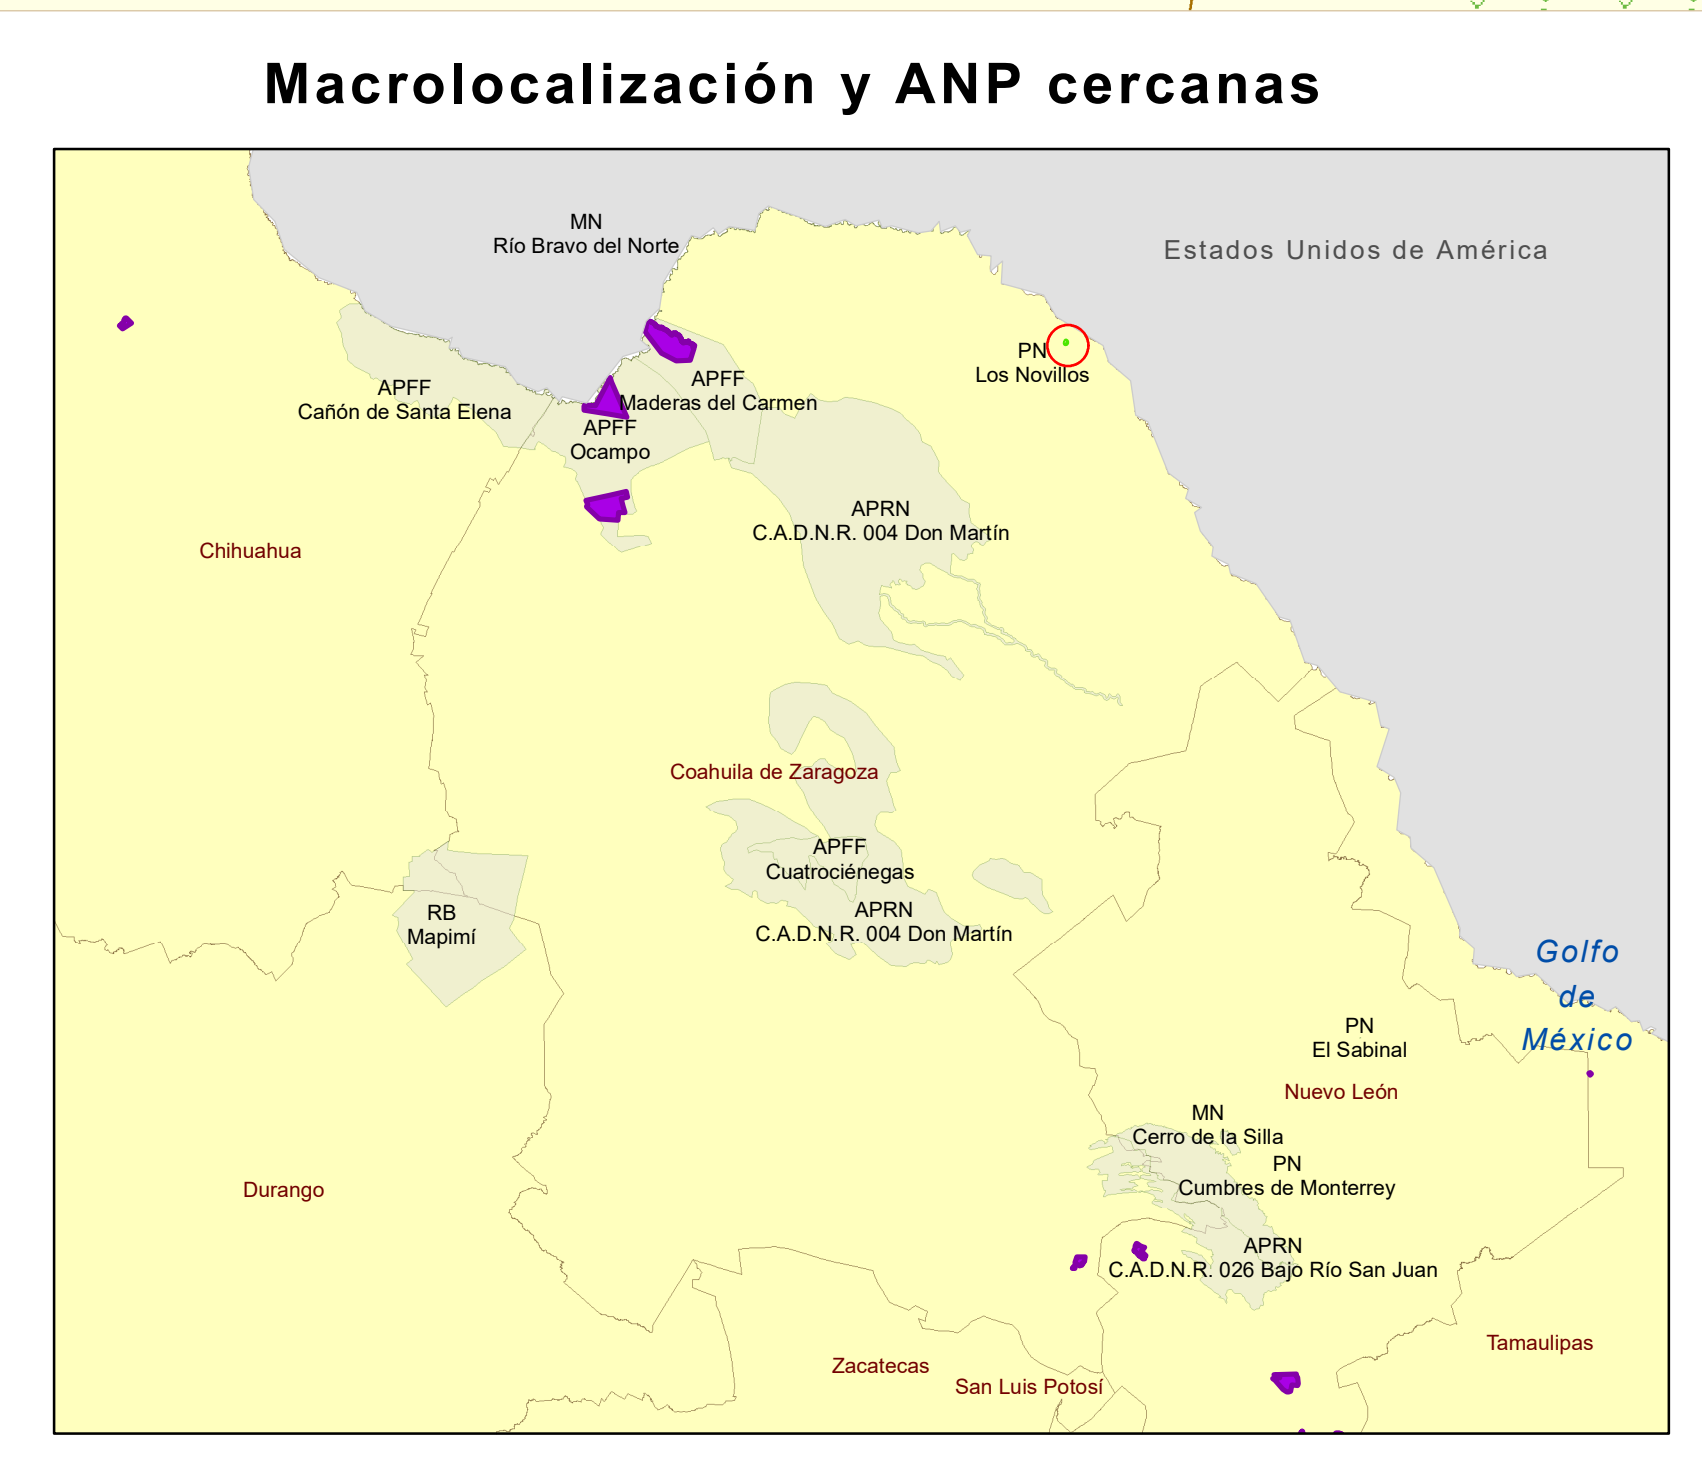 Macrolocalización y ANP cercanas
MN
Río Bravo del Norte
Estados Unidos de América
PN
Los Novillos
APFF
Cañón de Santa Elena
APFF
Maderas del Carmen
APFF
Ocampo
APRN
C.A.D.N.R. 004 Don Martín
Chihuahua
Coahuila de Zaragoza
APFF
Cuatrociénegas
APRN
C.A.D.N.R. 004 Don Martín
RB
Mapimí
Golfo
de
México
PN
El Sabinal
Nuevo León
MN
Cerro de la Silla
PN
Cumbres de Monterrey
Durango
APRN
C.A.D.N.R. 026 Bajo Río San Juan
Tamaulipas
Zacatecas
San Luis Potosí